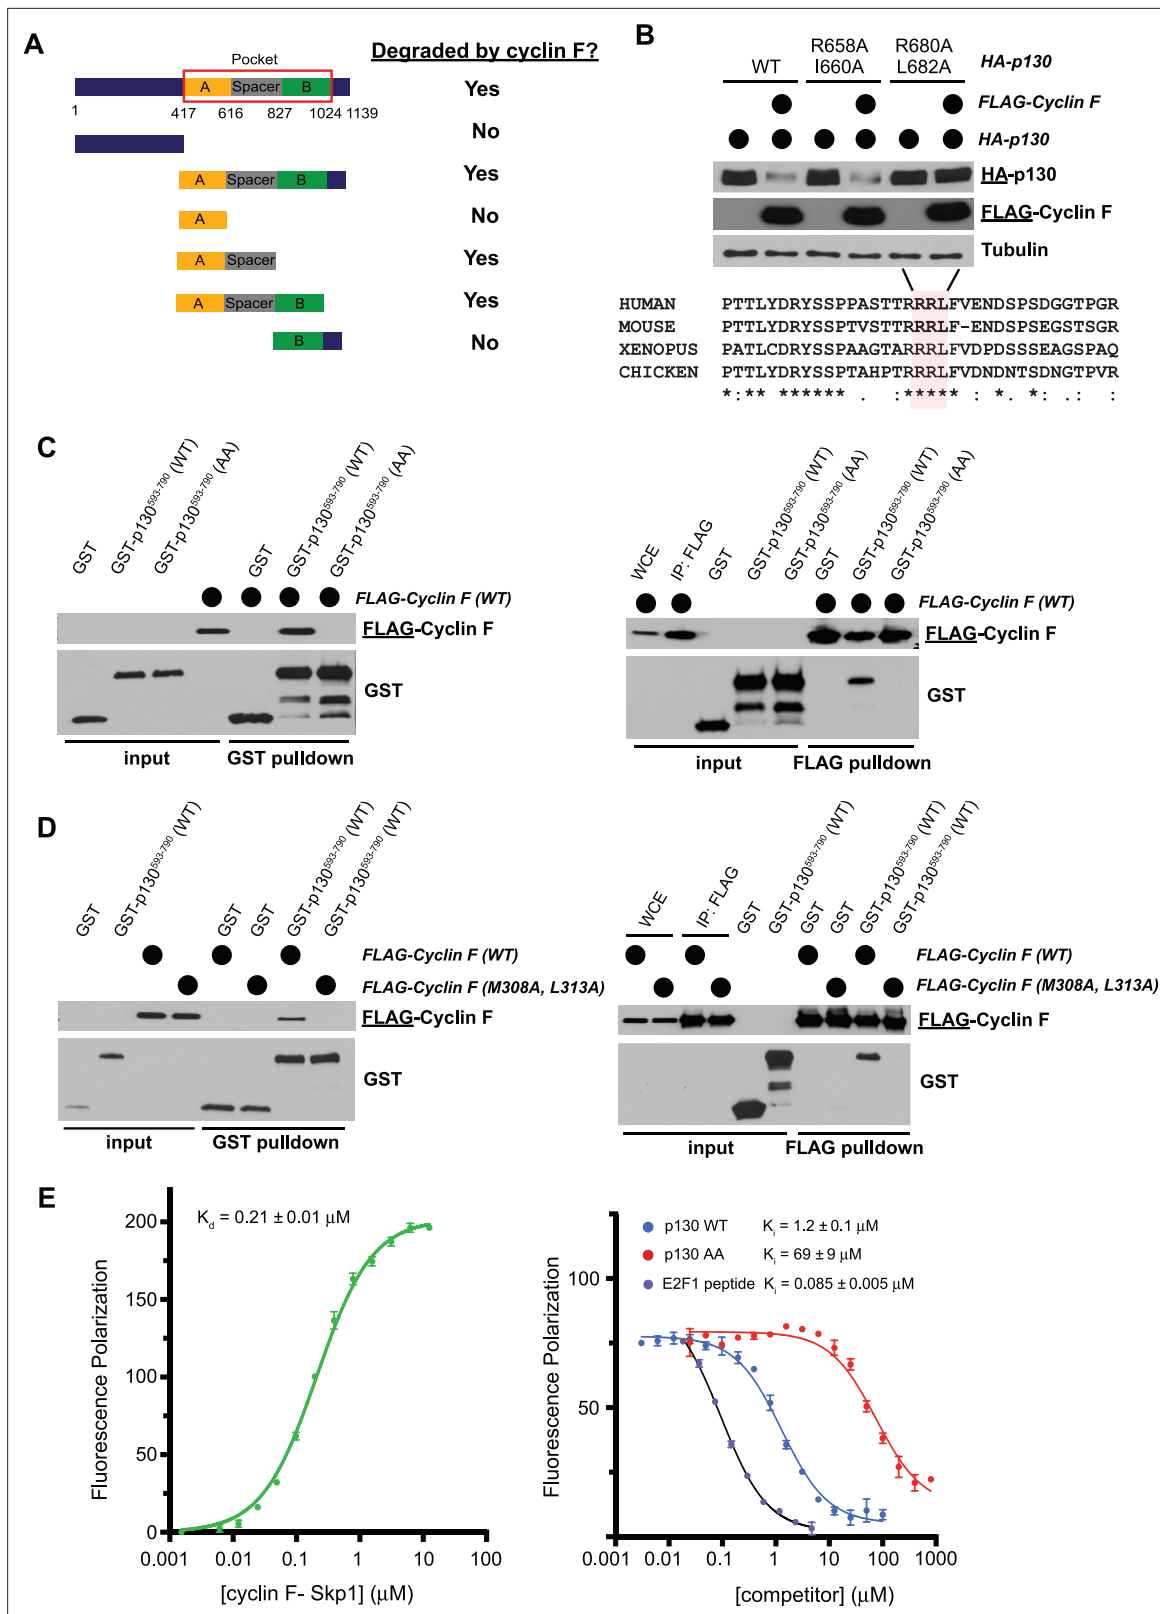 A
Degraded by cyclin F?
Pocket
A Spacer B
1 417 616 827 1024 1139
Yes
No
A Spacer B
Yes
A
No
A Spacer
Yes
A Spacer B
Yes
B
No
B
WT R658A I660A R680A L682A HA-p130
FLAG-Cyclin F
HA-p130
HA-p130
FLAG-Cyclin F
Tubulin
HUMAN PTTLYDRYSSPPASTTRRRLFVENDSPSDGGTPGR
MOUSE PTTLYDRYSSPTVSTTRRRLF-ENDSPSEGSTSGR
XENOPUS PATLCDRYSSPAAGTARRRLFVDPDSSSEAGSPAQ
CHICKEN PTTLYDRYSSPTAHPTRRRLFVDNDNTSDNGTPVR
*:** ****** . :***** : *. *: .: :
C
GST
GST-p130593-790 (WT)
GST-p130593-790 (AA)
GST
GST-p130593-790 (WT)
GST-p130593-790 (AA)
FLAG-Cyclin F (WT)
FLAG-Cyclin F
GST
input GST pulldown
WCE
IP: FLAG
GST
GST-p130593-790 (WT)
GST-p130593-790 (AA)
GST
GST-p130593-790 (WT)
GST-p130593-790 (AA)
FLAG-Cyclin F (WT)
FLAG-Cyclin F
GST
input FLAG pulldown
D
GST
GST-p130593-790 (WT)
GST
GST
GST-p130593-790 (WT)
GST-p130593-790 (WT)
FLAG-Cyclin F (WT)
FLAG-Cyclin F (M308A, L313A)
FLAG-Cyclin F
GST
input GST pulldown
WCE
IP: FLAG
GST
GST-p130593-790 (WT)
GST
GST
GST-p130593-790 (WT)
GST-p130593-790 (WT)
FLAG-Cyclin F (WT)
FLAG-Cyclin F (M308A, L313A)
FLAG-Cyclin F
GST
input FLAG pulldown
E
Kd = 0.21 ± 0.01 μM
Fluorescence Polarization
200
150
100
50
0
0.001 0.01 0.1 1 10 100
[cyclin F- Skp1] (μM)
p130 WT Ki = 1.2 ± 0.1 μM
p130 AA Ki = 69 ± 9 μM
E2F1 peptide Ki = 0.085 ± 0.005 μM
Fluorescence Polarization
100
50
0
0.001 0.1 1 10 100 1000
[competitor] (μM)